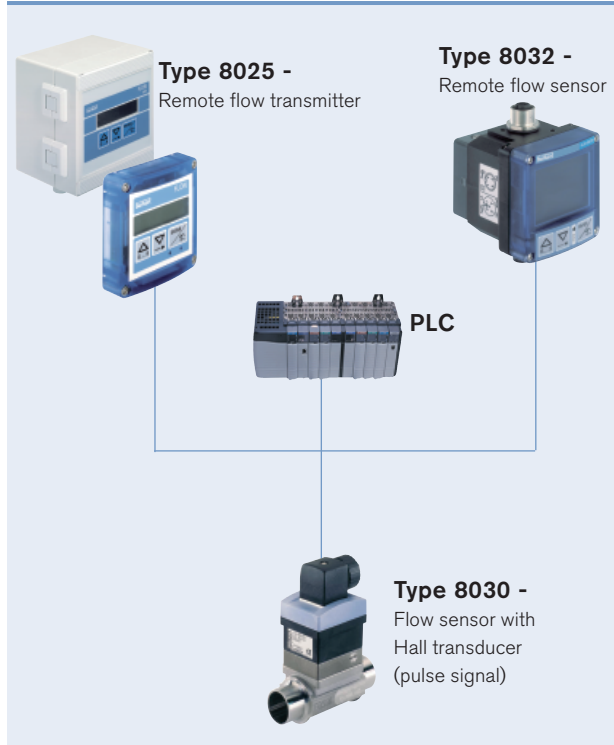 Type 8025 -
Remote flow transmitter
Type 8032 -
Remote flow sensor
PLC
Type 8030 -
Flow sensor with
Hall transducer
(pulse signal)